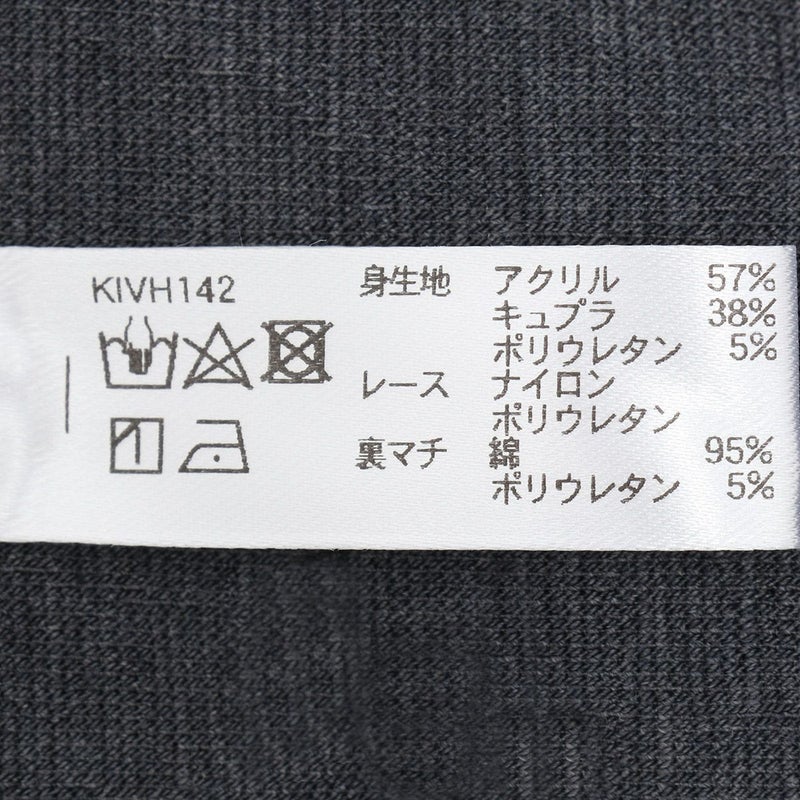 KIVH142
身生地 アクリル 57%
キュプラ 38%
ポリウレタン 5%
レース ナイロン
ポリウレタン
裏マチ 綿 95%
ポリウレタン 5%